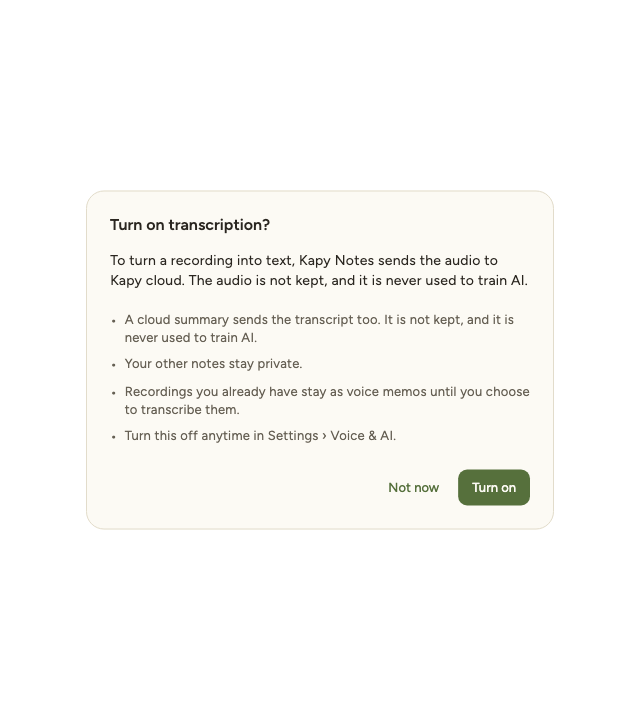 Turn on transcription?
To turn a recording into text, Kapy Notes sends the audio to
Kapy cloud. The audio is not kept, and it is never used to train AI.
• A cloud summary sends the transcript too. It is not kept, and it is
never used to train AI.
• Your other notes stay private.
• Recordings you already have stay as voice memos until you choose
to transcribe them.
• Turn this off anytime in Settings › Voice & AI.
Not now Turn on